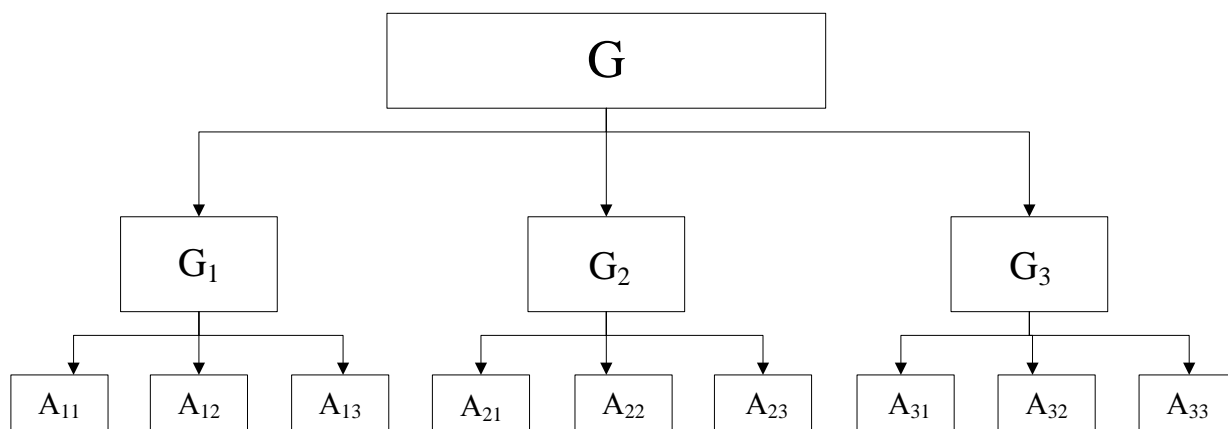 G
G₁ G₂ G₃
A₁₁ A₁₂ A₁₃ A₂₁ A₂₂ A₂₃ A₃₁ A₃₂ A₃₃